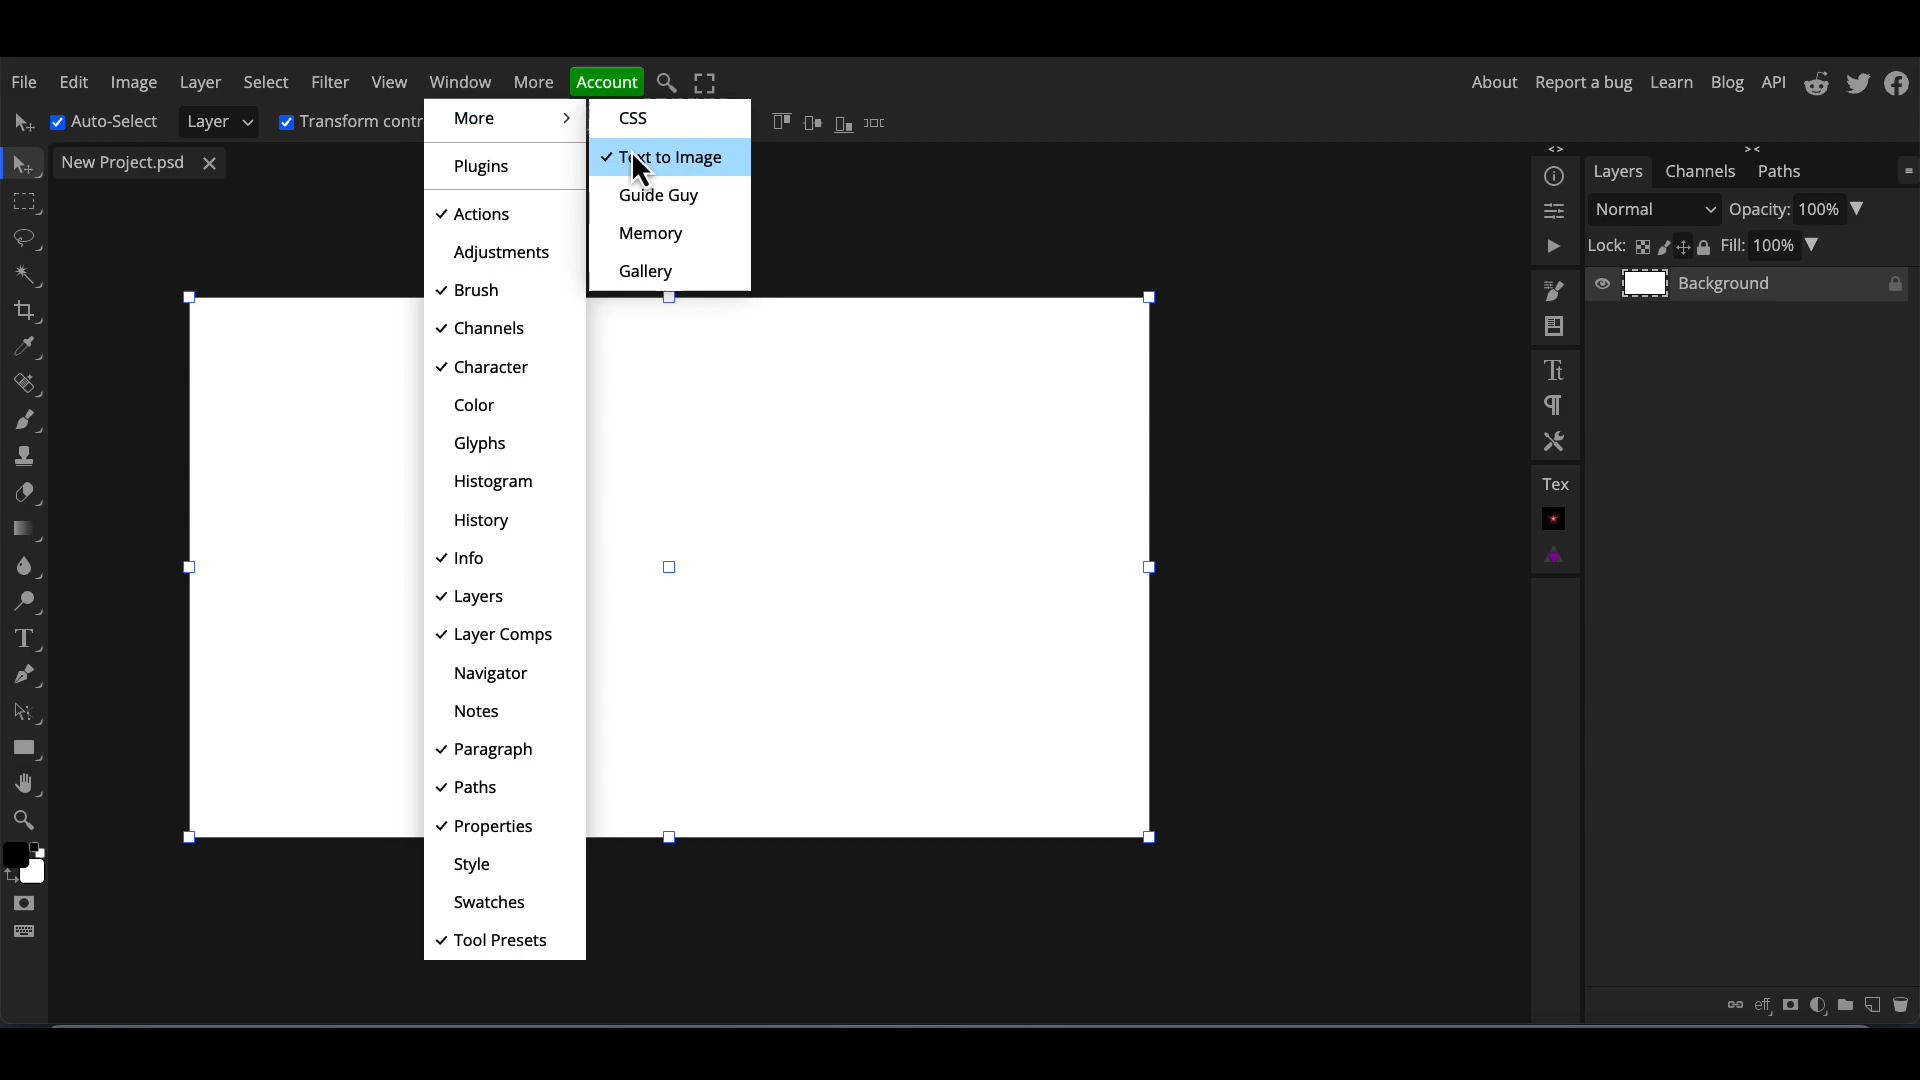 File Edit Image Layer Select Filter View Window More Account
About Report a bug Learn Blog API
Auto-Select Layer Transform contr
New Project.psd
More
Plugins
Actions
Adjustments
Brush
Channels
Character
Color
Glyphs
Histogram
History
Info
Layers
Layer Comps
Navigator
Notes
Paragraph
Paths
Properties
Style
Swatches
Tool Presets
CSS
Text to Image
Guide Guy
Memory
Gallery
Tex
Layers Channels Paths
Normal Opacity: 100%
Lock: Fill: 100%
Background
eff